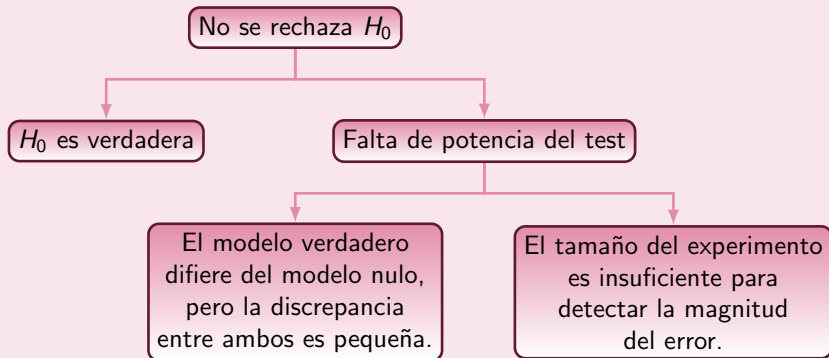 No se rechaza H₀
H₀ es verdadera
Falta de potencia del test
El modelo verdadero
difiere del modelo nulo,
pero la discrepancia
entre ambos es pequeña.
El tamaño del experimento
es insuficiente para
detectar la magnitud
del error.